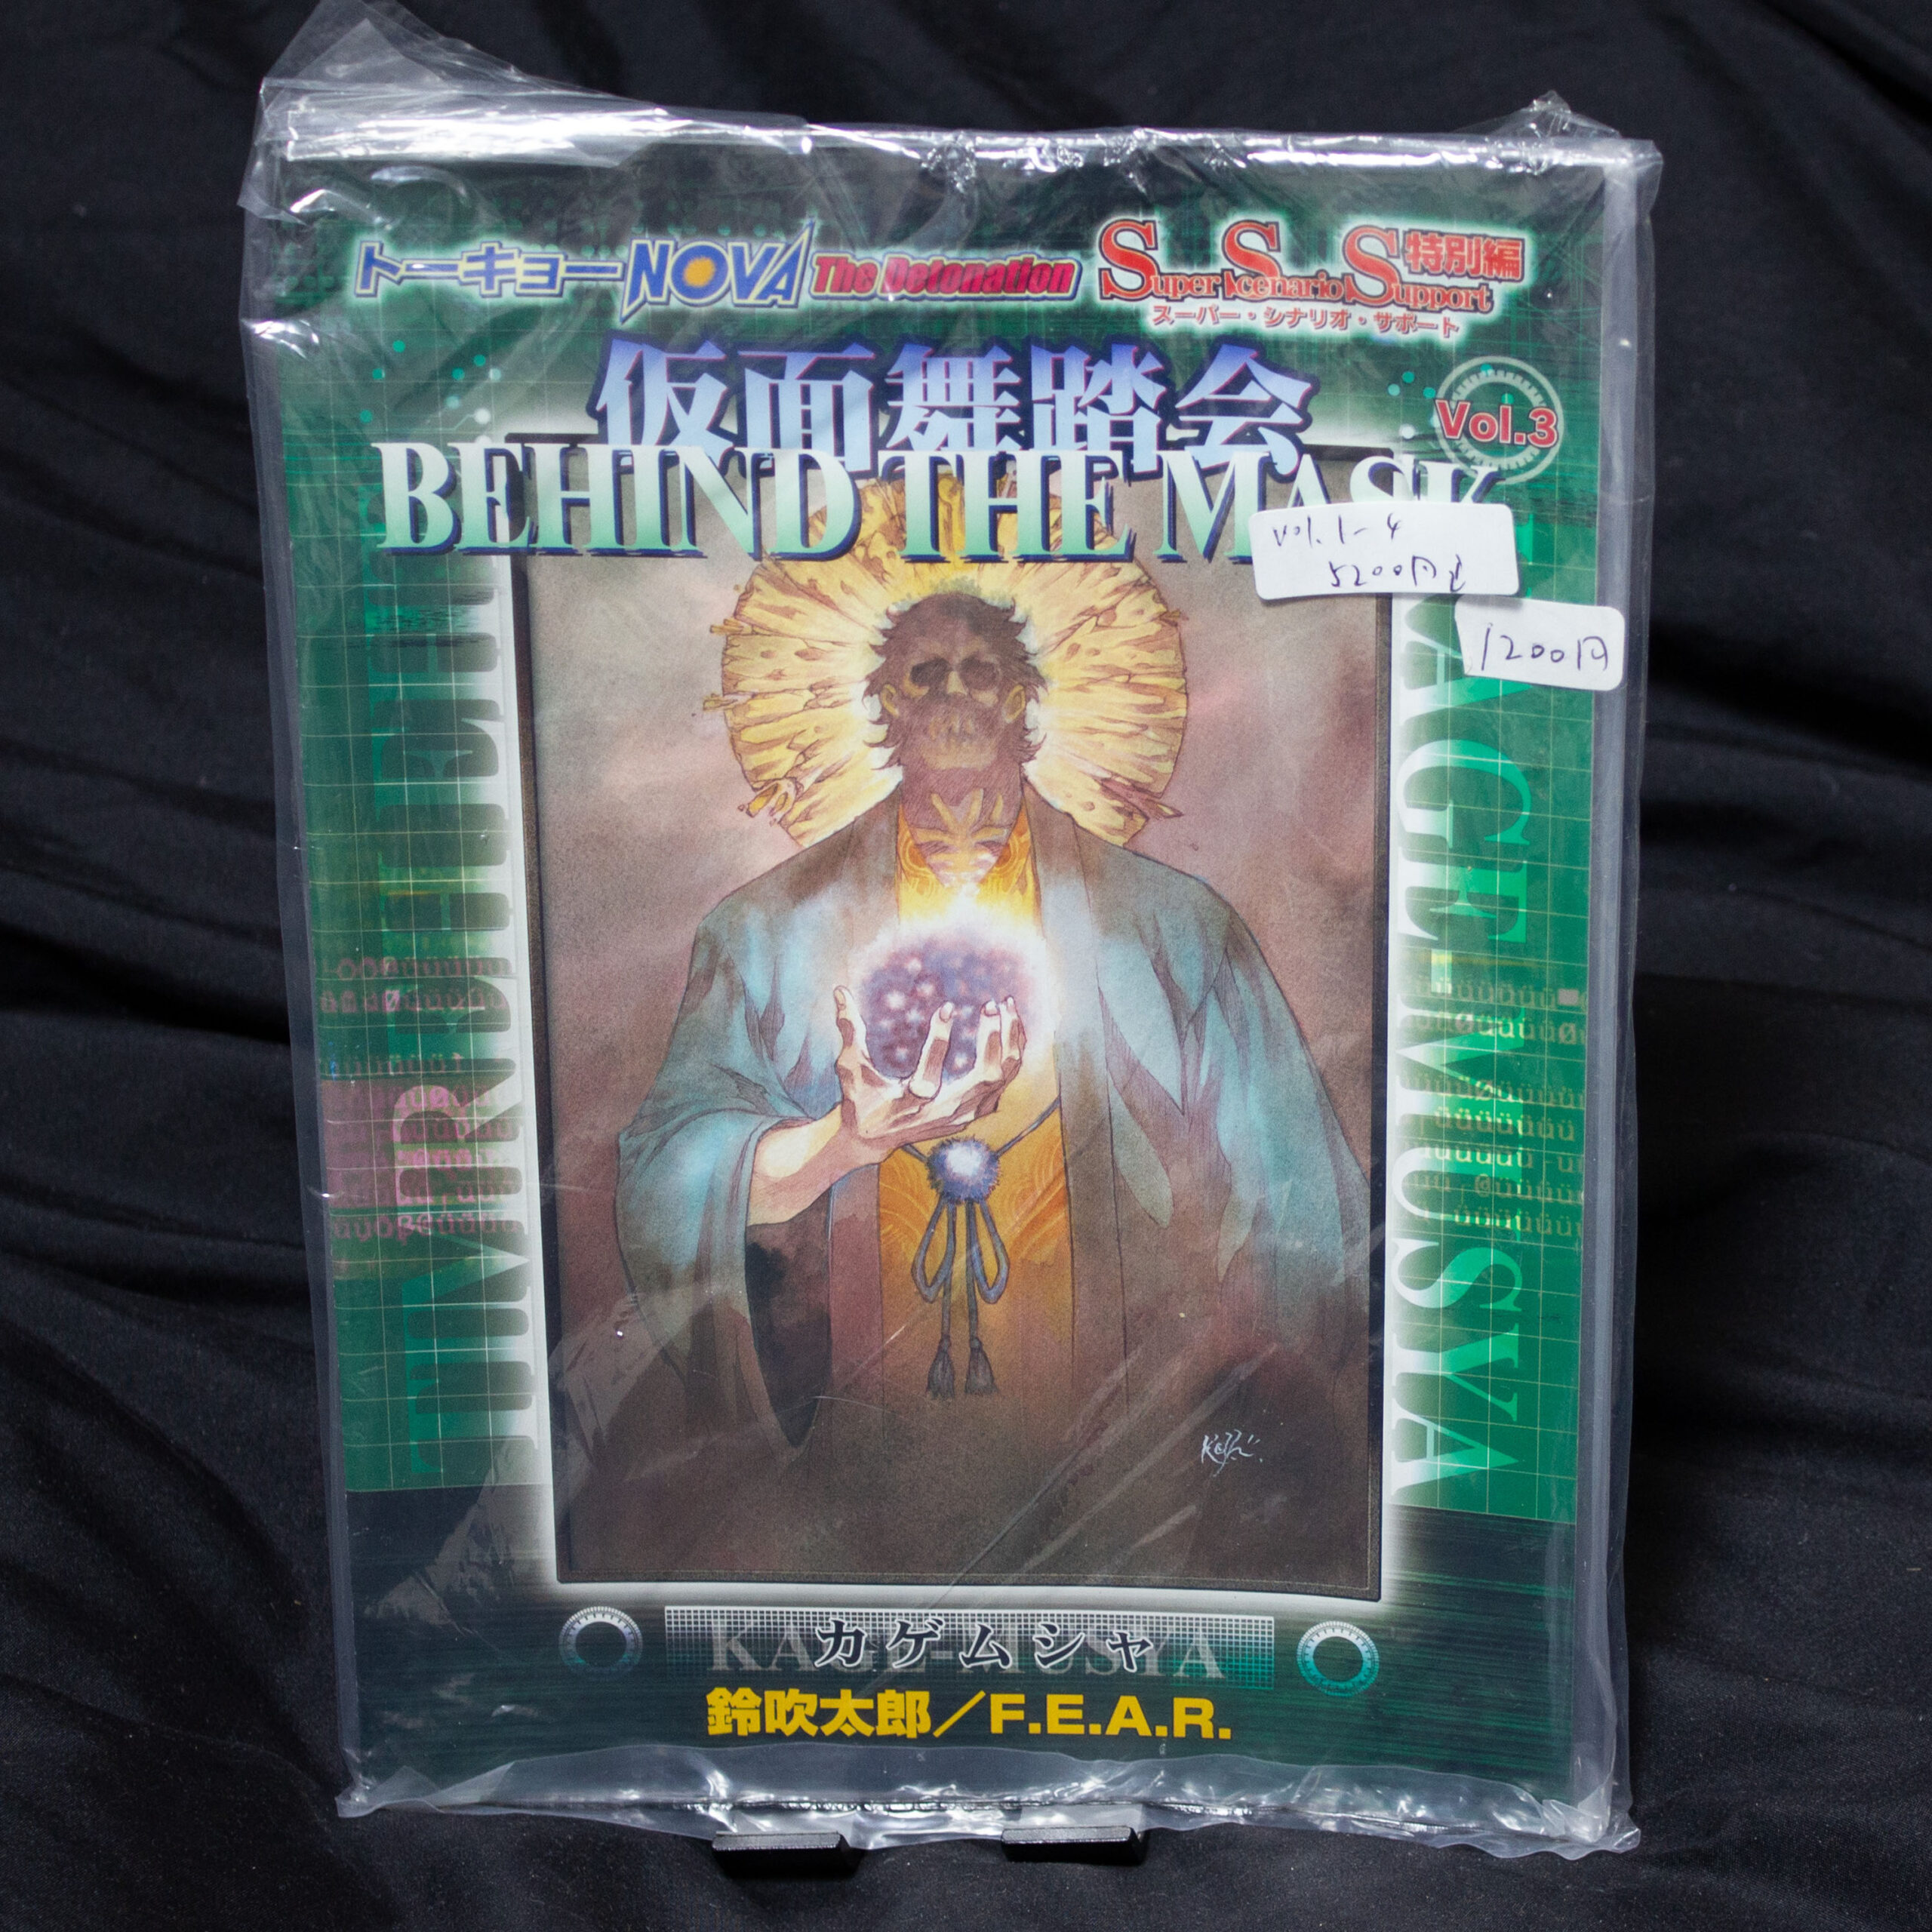 トーキョーNOVA The Detonation
Super Scenario Support 特別編
スーパー・シナリオ・サポート
仮面舞踏会
Vol.3
BEHIND THE MASK
vol. 1-4
5200円
1200円
KAGE-MUSYA
カゲムシャ
KAGE-MUSYA
鈴吹太郎／F.E.A.R.